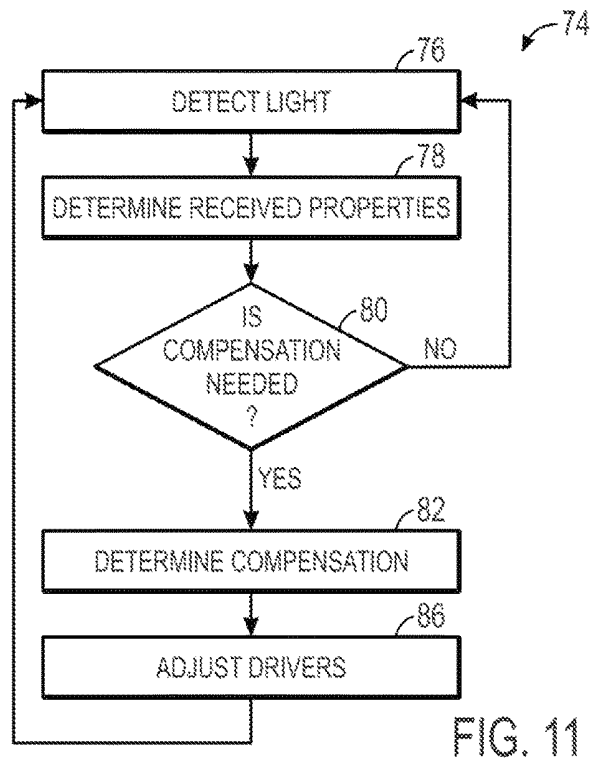 74
76
DETECT LIGHT
78
DETERMINE RECEIVED PROPERTIES
80
IS
COMPENSATION
NEEDED
?
NO
YES
82
DETERMINE COMPENSATION
86
ADJUST DRIVERS
FIG. 11